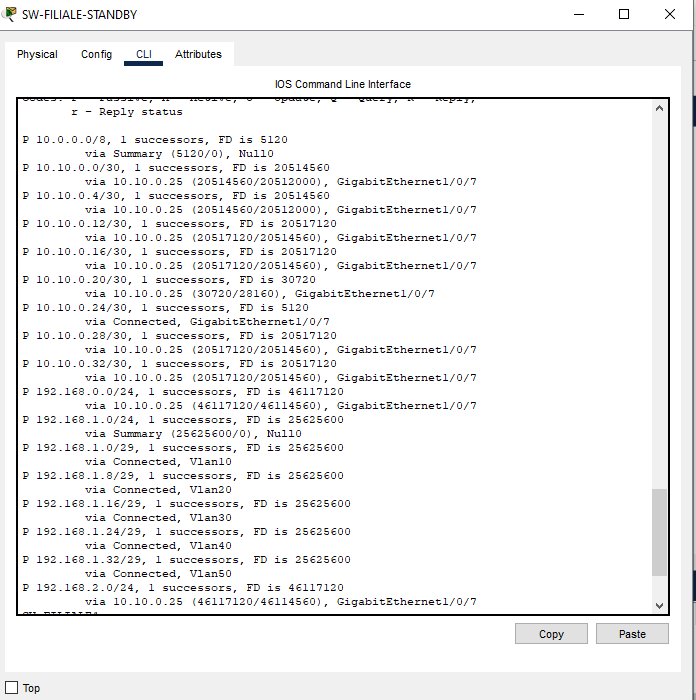 SW-FILIALE-STANDBY
Physical Config CLI Attributes
IOS Command Line Interface
r - Reply status
P 10.0.0.0/8, 1 successors, FD is 5120
via Summary (5120/0), Null0
P 10.10.0.0/30, 1 successors, FD is 20514560
via 10.10.0.25 (20514560/20512000), GigabitEthernet1/0/7
P 10.10.0.4/30, 1 successors, FD is 20514560
via 10.10.0.25 (20514560/20512000), GigabitEthernet1/0/7
P 10.10.0.12/30, 1 successors, FD is 20517120
via 10.10.0.25 (20517120/20514560), GigabitEthernet1/0/7
P 10.10.0.16/30, 1 successors, FD is 20517120
via 10.10.0.25 (20517120/20514560), GigabitEthernet1/0/7
P 10.10.0.20/30, 1 successors, FD is 30720
via 10.10.0.25 (30720/28160), GigabitEthernet1/0/7
P 10.10.0.24/30, 1 successors, FD is 5120
via Connected, GigabitEthernet1/0/7
P 10.10.0.28/30, 1 successors, FD is 20517120
via 10.10.0.25 (20517120/20514560), GigabitEthernet1/0/7
P 10.10.0.32/30, 1 successors, FD is 20517120
via 10.10.0.25 (20517120/20514560), GigabitEthernet1/0/7
P 192.168.0.0/24, 1 successors, FD is 46117120
via 10.10.0.25 (46117120/46114560), GigabitEthernet1/0/7
P 192.168.1.0/24, 1 successors, FD is 25625600
via Summary (25625600/0), Null0
P 192.168.1.0/29, 1 successors, FD is 25625600
via Connected, Vlan10
P 192.168.1.8/29, 1 successors, FD is 25625600
via Connected, Vlan20
P 192.168.1.16/29, 1 successors, FD is 25625600
via Connected, Vlan30
P 192.168.1.24/29, 1 successors, FD is 25625600
via Connected, Vlan40
P 192.168.1.32/29, 1 successors, FD is 25625600
via Connected, Vlan50
P 192.168.2.0/24, 1 successors, FD is 46117120
via 10.10.0.25 (46117120/46114560), GigabitEthernet1/0/7
Copy Paste
Top